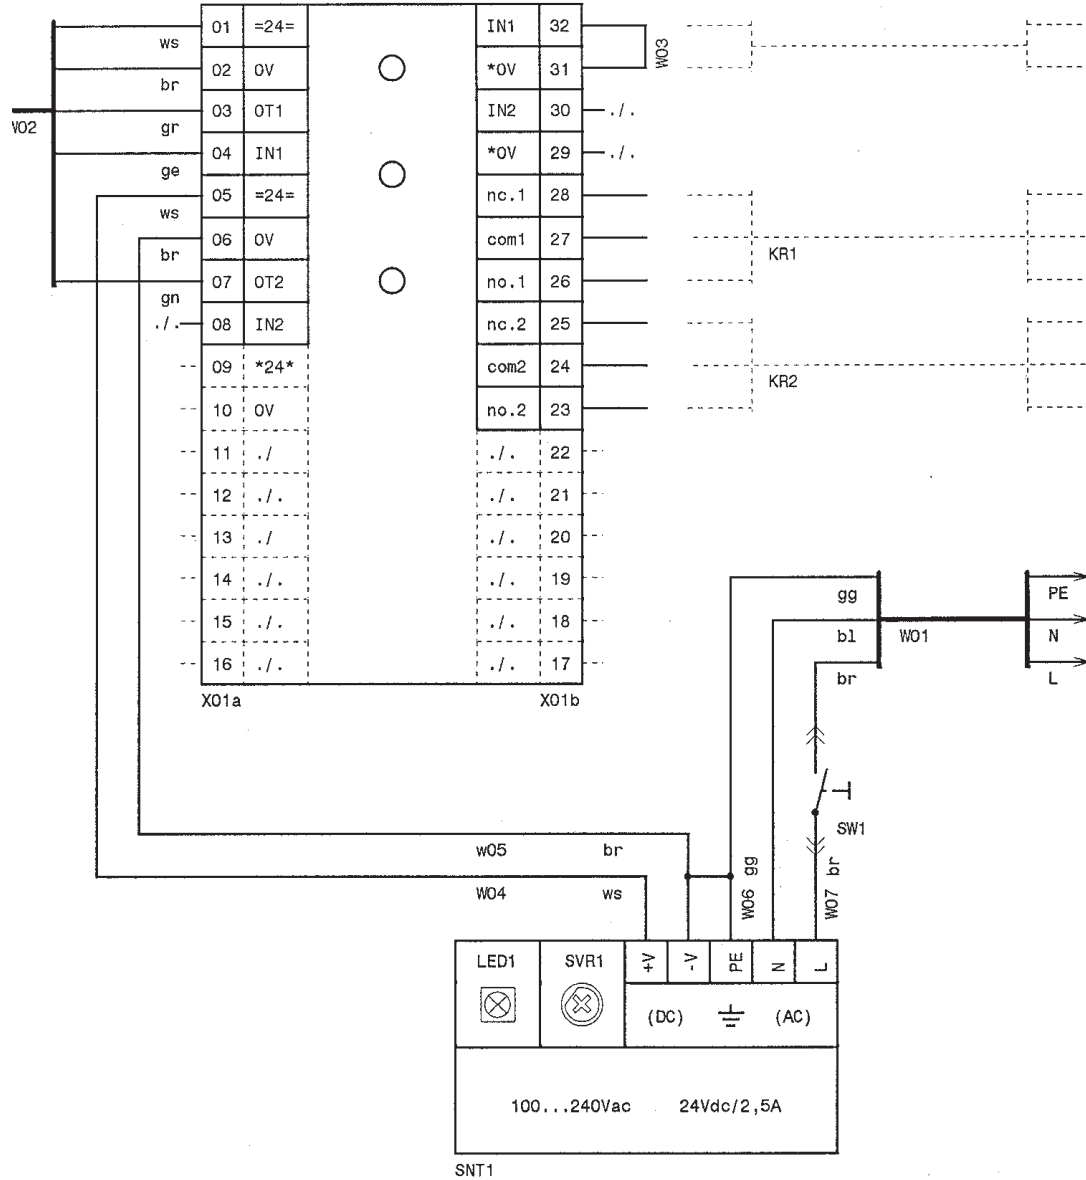 01 =24= IN1 32
ws
W03
02 0V *0V 31
br
03 OT1 IN2 30 ./.
W02
gr
04 IN1 *0V 29 ./.
ge
05 =24= nc.1 28
ws
06 0V com1 27
br
KR1
07 OT2 no.1 26
gn
./. 08 IN2 nc.2 25
09 *24* com2 24
KR2
10 0V no.2 23
11 ./ ./. 22
12 ./. ./. 21
13 ./ ./. 20
14 ./. ./. 19
gg PE
15 ./. ./. 18
bl W01 N
16 ./. ./. 17
br L
X01a X01b
SW1
w05 br
W04 ws
W06 gg
W07 br
LED1 SVR1 +V -V PE N L
(DC) (AC)
100...240Vac 24Vdc/2,5A
SNT1